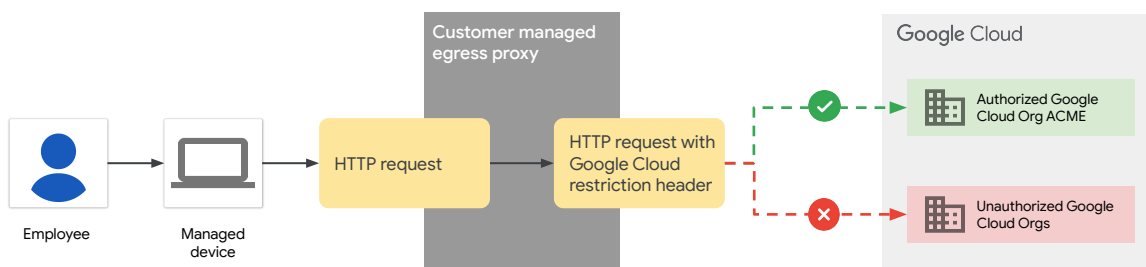 Customer managed
egress proxy
Google Cloud
Authorized Google
Cloud Org ACME
HTTP request
HTTP request with
Google Cloud
restriction header
Unauthorized Google
Cloud Orgs
Employee
Managed
device